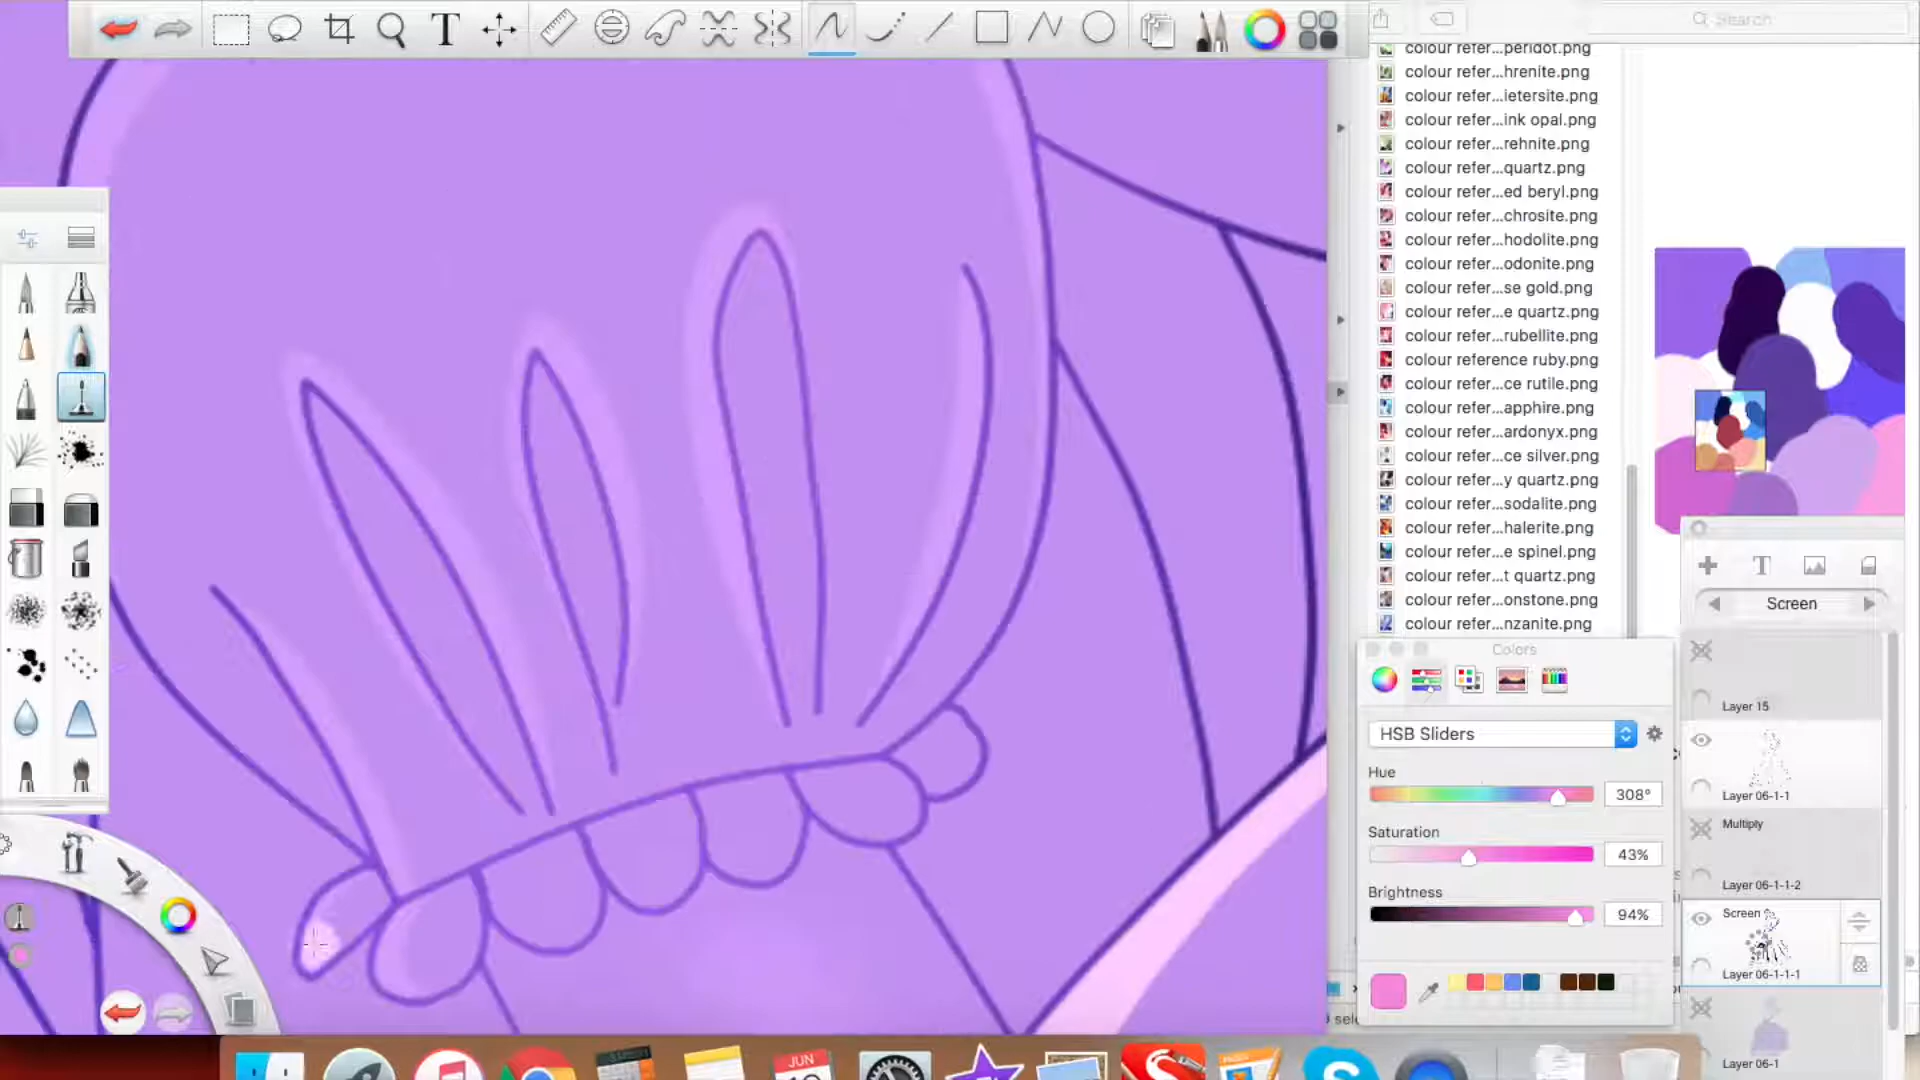 T
Search
colour refer...peridot.png
colour refer...hrenite.png
colour refer...ietersite.png
colour refer...ink opal.png
colour refer...rehnite.png
colour refer...quartz.png
colour refer...ed beryl.png
colour refer...chrosite.png
colour refer...hodolite.png
colour refer...odonite.png
colour refer...se gold.png
colour refer...e quartz.png
colour refer...rubellite.png
colour reference ruby.png
colour refer...ce rutile.png
colour refer...apphire.png
colour refer...ardonyx.png
colour refer...ce silver.png
colour refer...y quartz.png
colour refer...sodalite.png
colour refer...halerite.png
colour refer...e spinel.png
colour refer...t quartz.png
colour refer...onstone.png
colour refer...nzanite.png
T
Screen
Layer 15
Layer 06-1-1
Multiply
Layer 06-1-1-2
Screen
Layer 06-1-1-1
Layer 06-1
Colors
HSB Sliders
Hue
308°
Saturation
43%
Brightness
94%
JUN